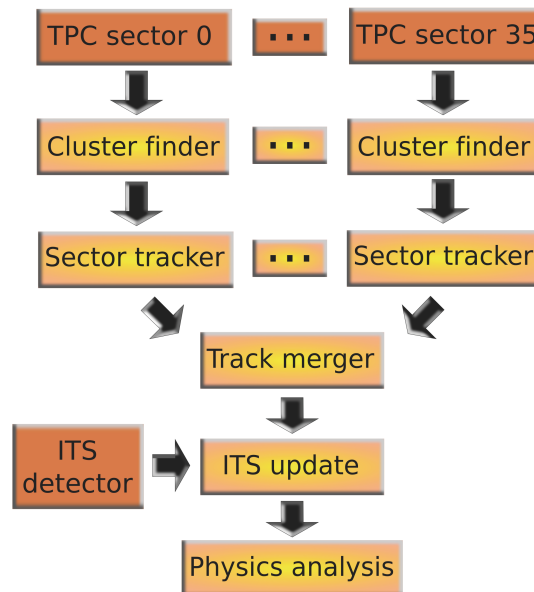 TPC sector 0 ... TPC sector 35
Cluster finder ... Cluster finder
Sector tracker ... Sector tracker
Track merger
ITS
detector
ITS update
Physics analysis